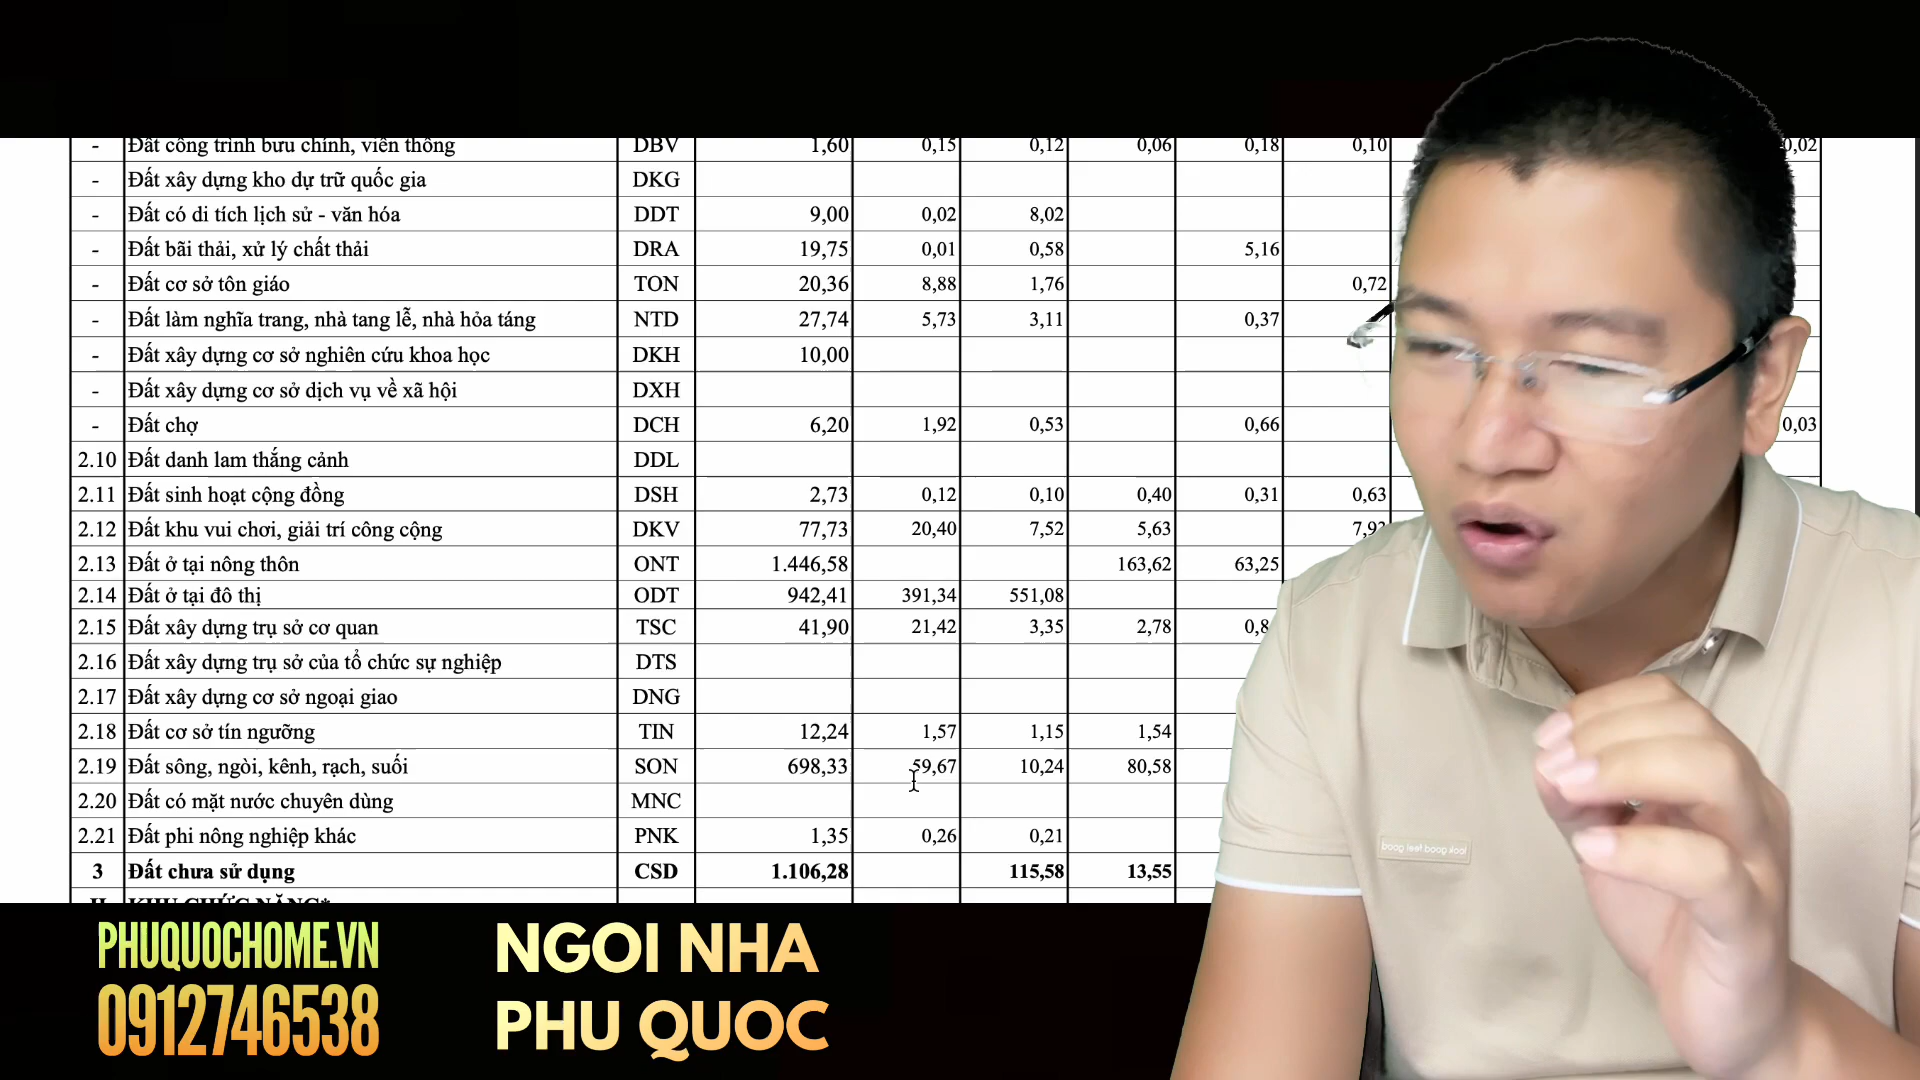 - Đất công trình bưu chính, viễn thông DBV 1,60 0,15 0,12 0,06 0,18 0,10 0,02
- Đất xây dựng kho dự trữ quốc gia DKG
- Đất có di tích lịch sử - văn hóa DDT 9,00 0,02 8,02
- Đất bãi thải, xử lý chất thải DRA 19,75 0,01 0,58 5,16
- Đất cơ sở tôn giáo TON 20,36 8,88 1,76 0,72
- Đất làm nghĩa trang, nhà tang lễ, nhà hỏa táng NTD 27,74 5,73 3,11 0,37
- Đất xây dựng cơ sở nghiên cứu khoa học DKH 10,00
- Đất xây dựng cơ sở dịch vụ về xã hội DXH
- Đất chợ DCH 6,20 1,92 0,53 0,66 0,03
2.10 Đất danh lam thắng cảnh DDL
2.11 Đất sinh hoạt cộng đồng DSH 2,73 0,12 0,10 0,40 0,31 0,63
2.12 Đất khu vui chơi, giải trí công cộng DKV 77,73 20,40 7,52 5,63
2.13 Đất ở tại nông thôn ONT 1.446,58 163,62 63,25
2.14 Đất ở tại đô thị ODT 942,41 391,34 551,08
2.15 Đất xây dựng trụ sở cơ quan TSC 41,90 21,42 3,35 2,78
2.16 Đất xây dựng trụ sở của tổ chức sự nghiệp DTS
2.17 Đất xây dựng cơ sở ngoại giao DNG
2.18 Đất cơ sở tín ngưỡng TIN 12,24 1,57 1,15 1,54
2.19 Đất sông, ngòi, kênh, rạch, suối SON 698,33 59,67 10,24 80,58
2.20 Đất có mặt nước chuyên dùng MNC
2.21 Đất phi nông nghiệp khác PNK 1,35 0,26 0,21
3 Đất chưa sử dụng CSD 1.106,28 115,58 13,55
II KHU CHỨC NĂNG*
PHUQUOCHOME.VN
0912746538
NGOI NHA
PHU QUOC